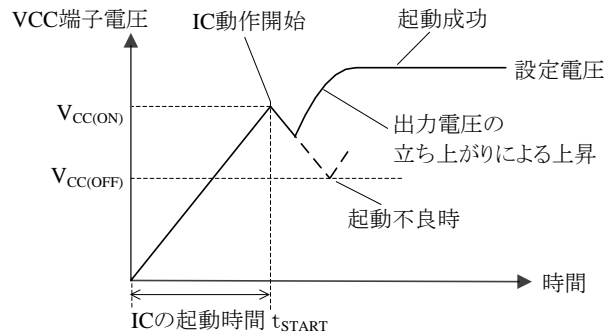 VCC端子電圧
IC動作開始
起動成功
設定電圧
VCC(ON)
出力電圧の
立ち上がりによる上昇
VCC(OFF)
起動不良時
時間
ICの起動時間 tSTART